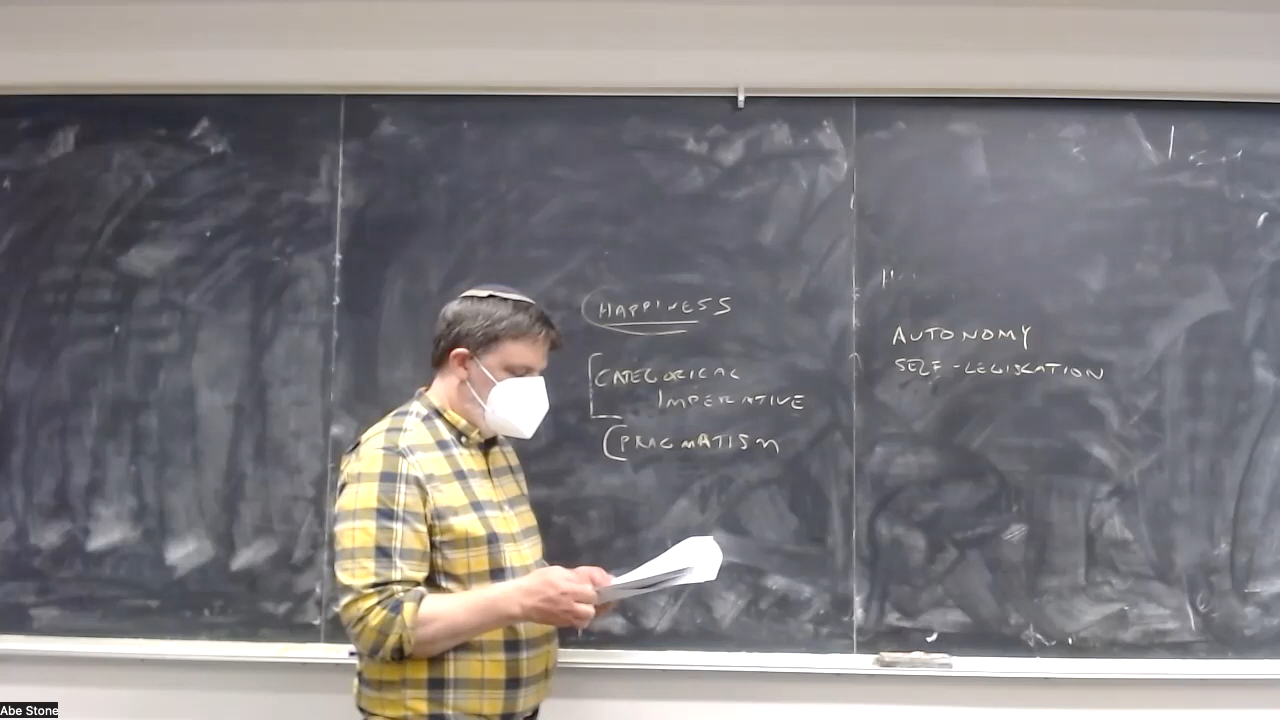 HAPPINESS
CATEGORICAL
IMPERATIVE
PRAGMATISM
AUTONOMY
SELF-LEGISLATION
Abe Stone